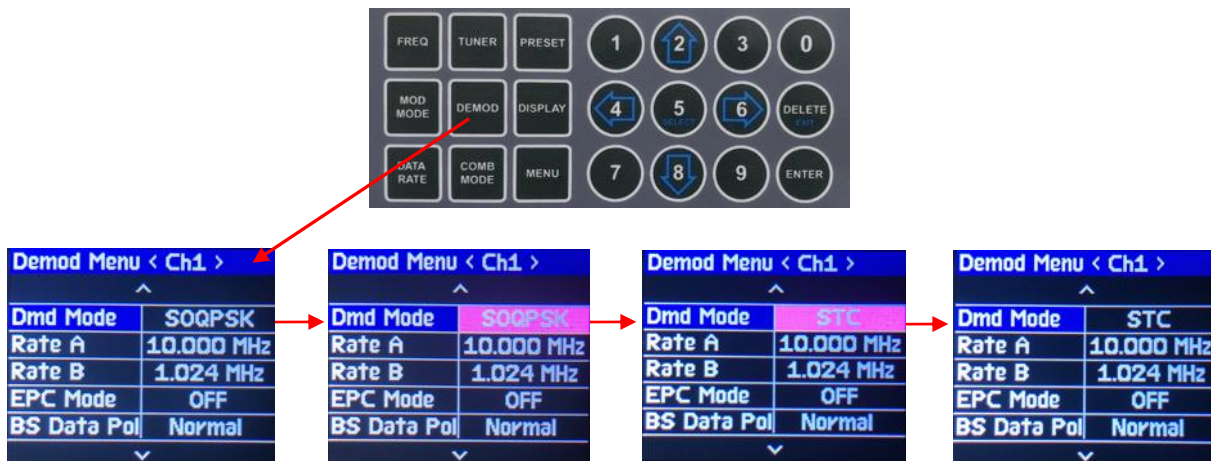 FREQ TUNER PRESET 1 2 3 0
MOD MODE DEMOD DISPLAY 4 5 SELECT 6 DELETE EXIT
DATA RATE COMB MODE MENU 7 8 9 ENTER
Demod Menu < Ch1 >
Dmd Mode SOQPSK
Rate A 10.000 MHz
Rate B 1.024 MHz
EPC Mode OFF
BS Data Pol Normal
Demod Menu < Ch1 >
Dmd Mode SOQPSK
Rate A 10.000 MHz
Rate B 1.024 MHz
EPC Mode OFF
BS Data Pol Normal
Demod Menu < Ch1 >
Dmd Mode STC
Rate A 10.000 MHz
Rate B 1.024 MHz
EPC Mode OFF
BS Data Pol Normal
Demod Menu < Ch1 >
Dmd Mode STC
Rate A 10.000 MHz
Rate B 1.024 MHz
EPC Mode OFF
BS Data Pol Normal